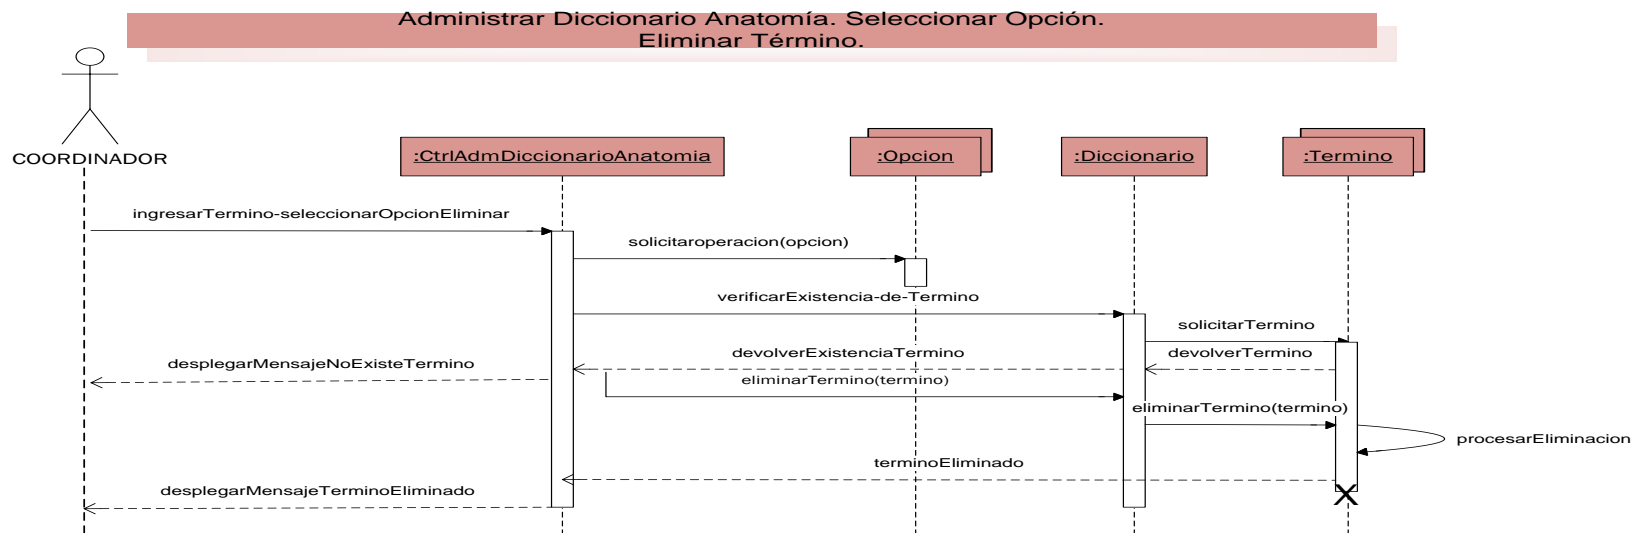 Administrar Diccionario Anatomía. Seleccionar Opción.
Eliminar Término.
COORDINADOR
:CtrlAdmDiccionarioAnatomia
:Opcion
:Diccionario
:Termino
ingresarTermino-seleccionarOpcionEliminar
solicitaroperacion(opcion)
verificarExistencia-de-Termino
solicitarTermino
devolverTermino
devolverExistenciaTermino
desplegarMensajeNoExisteTermino
eliminarTermino(termino)
eliminarTermino(termino)
procesarEliminacion
terminoEliminado
desplegarMensajeTerminoEliminado